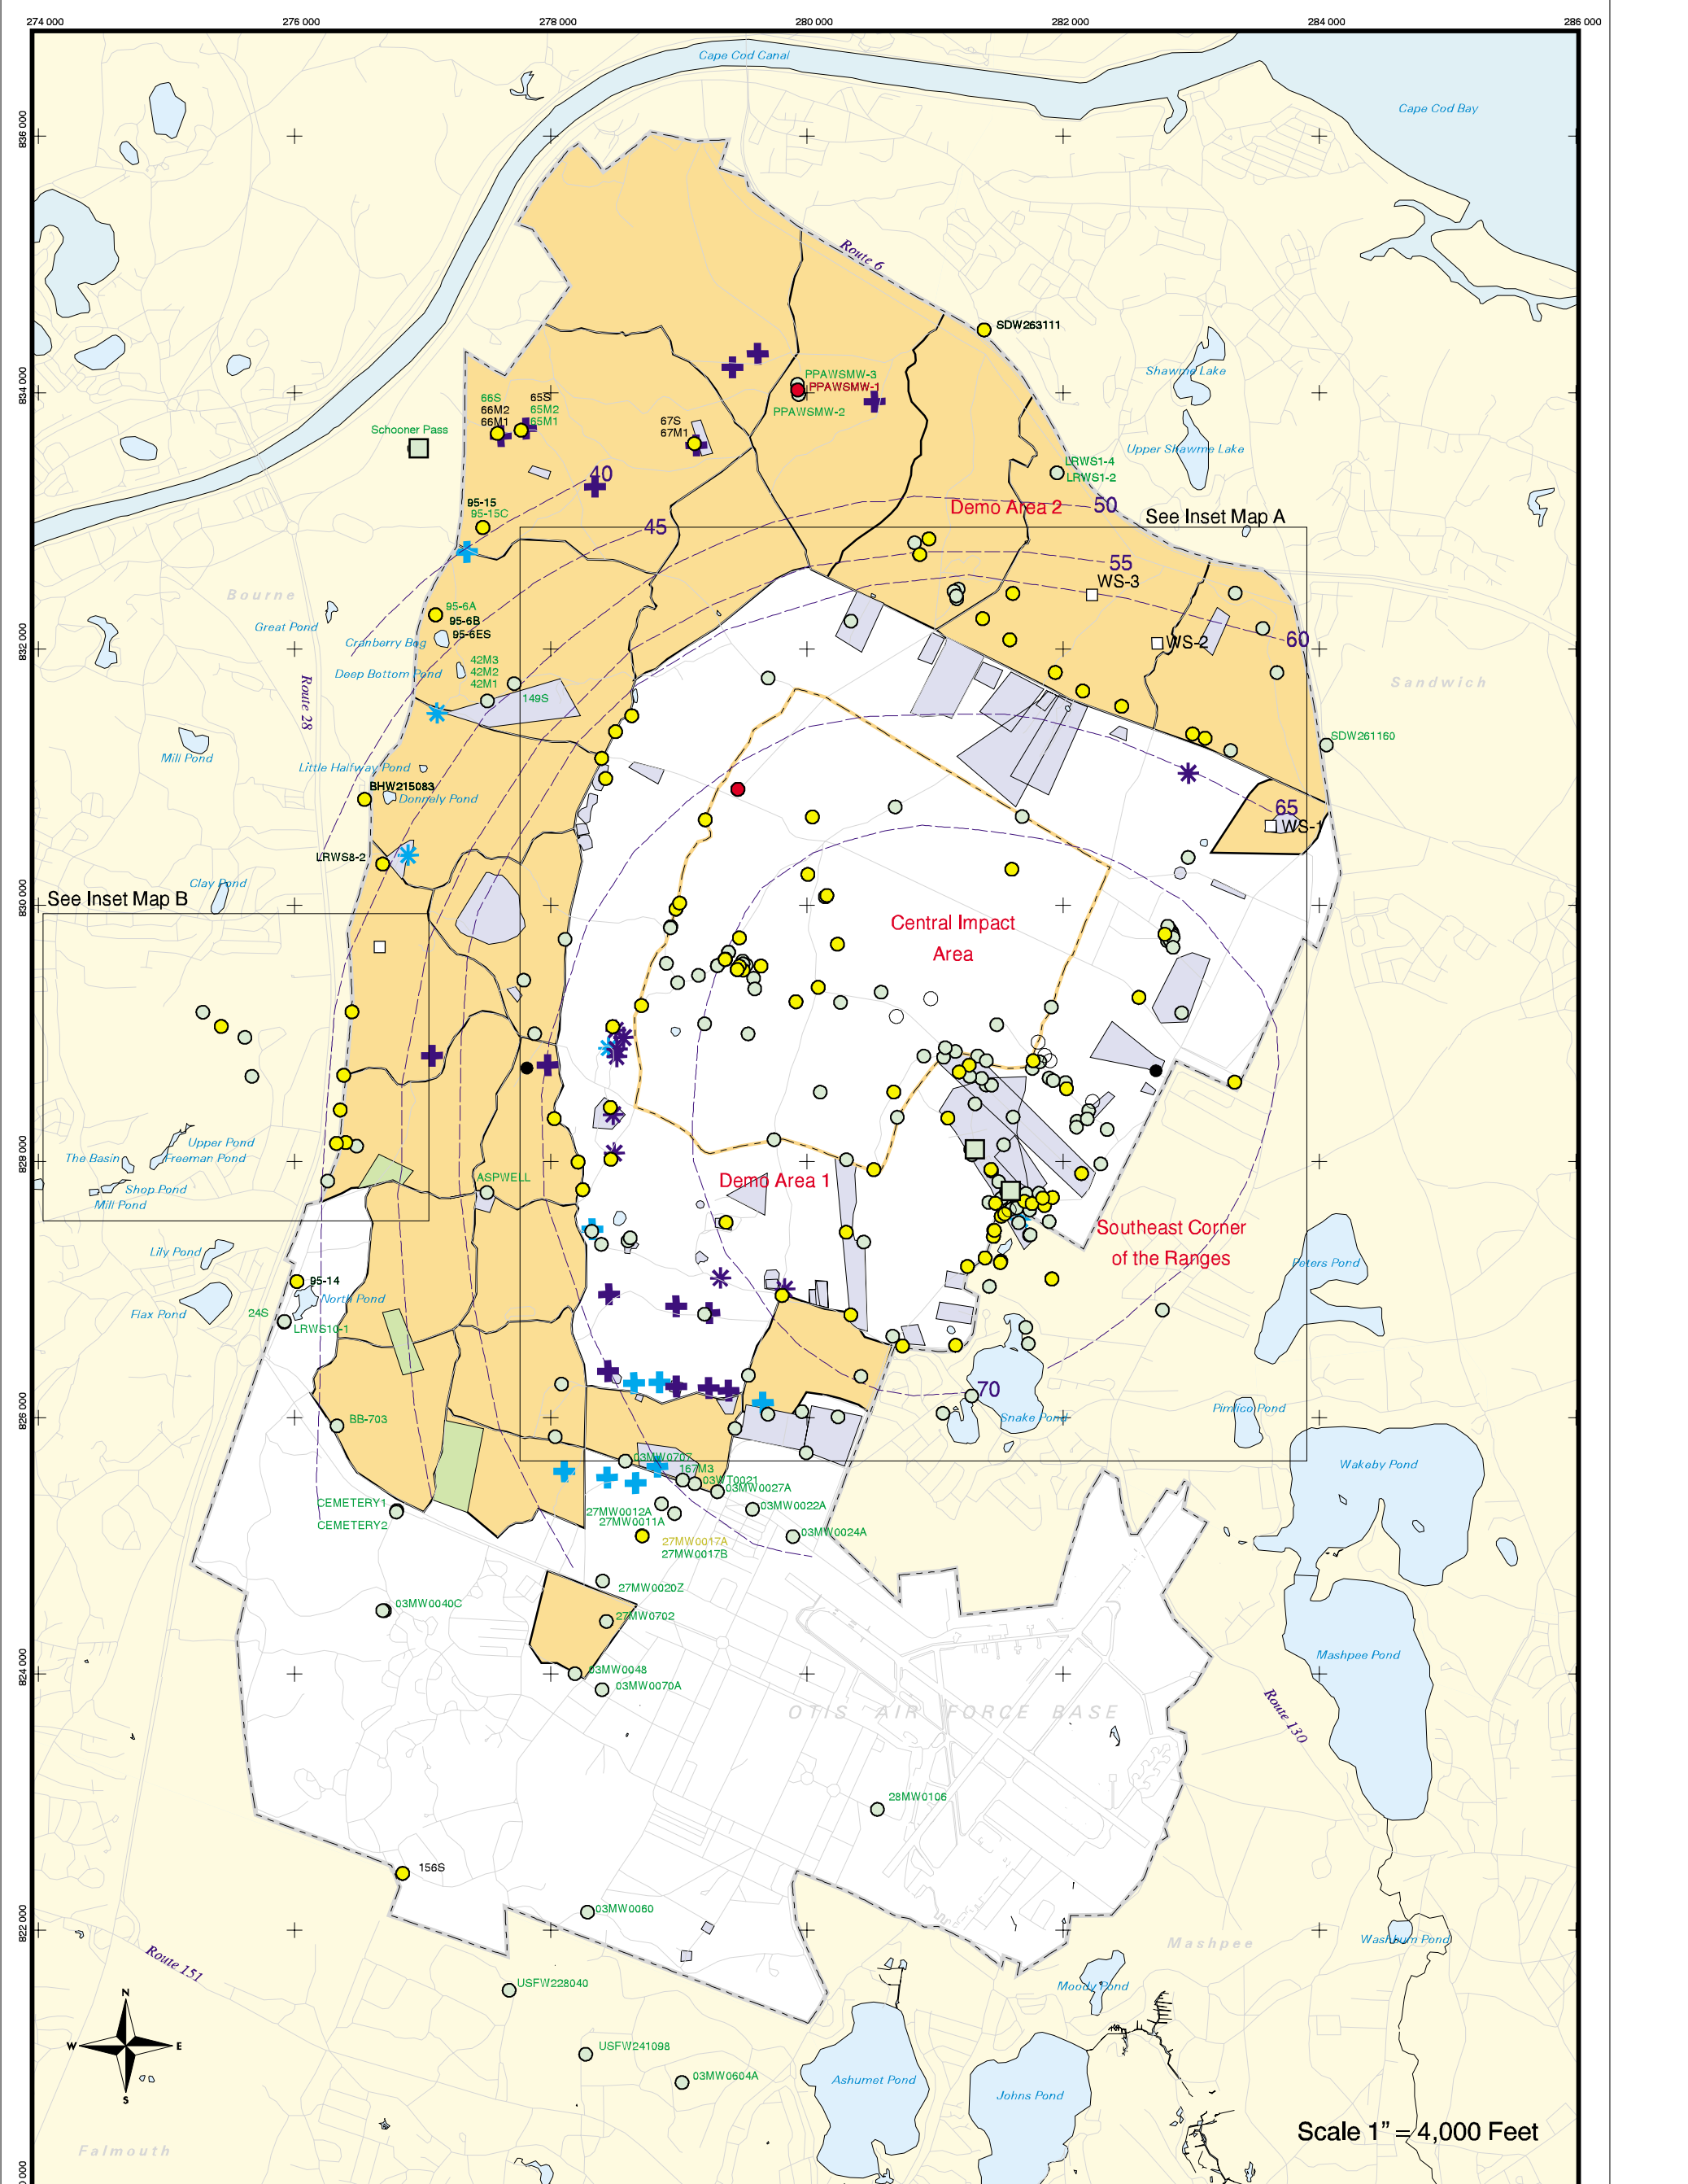 274 000
276 000
278 000
280 000
282 000
284 000
286 000
Cape Cod Canal
Cape Cod Bay
836 000
Route 6
SDW263111
834 000
Shawme Lake
PPAWSMW-3
PPAWSMW-1
PPAWSMW-2
66S
66M2
66M1
65S
65M2
65M1
67S
67M1
Schooner Pass
Upper Shawme Lake
LRWS1-4
LRWS1-2
40
95-15
95-15C
45
Demo Area 2
50
See Inset Map A
55
WS-3
Bourne
Great Pond
95-6A
95-6B
95-6ES
Cranberry Bog
832 000
WS-2
60
42M3
42M2
42M1
Deep Bottom Pond
149S
Sandwich
Route 28
SDW261160
Mill Pond
Little Halfway Pond
BHW215083
Donnely Pond
65
WS-1
LRWS8-2
Clay Pond
See Inset Map B
830 000
Central Impact
Area
828 000
Upper Pond
The Basin
Freeman Pond
Shop Pond
Mill Pond
ASPWELL
Demo Area 1
Southeast Corner
of the Ranges
Lily Pond
Peters Pond
95-14
North Pond
Flax Pond
24S
LRWS10-1
70
826 000
BB-703
Snake Pond
Pimlico Pond
03MW0707
167M3
03WT0021
03MW0027A
Wakeby Pond
CEMETERY1
CEMETERY2
27MW0012A
27MW0011A
03MW0022A
03MW0024A
27MW0017A
27MW0017B
27MW0020Z
03MW0040C
27MW0702
Mashpee Pond
824 000
03MW0048
03MW0070A
OTIS AIR FORCE BASE
Route 130
28MW0106
156S
03MW0060
822 000
Mashpee
Washburn Pond
Route 151
USFW228040
Moody Pond
N
W
E
S
USFW241098
03MW0604A
Ashumet Pond
Johns Pond
Scale 1" = 4,000 Feet
Falmouth